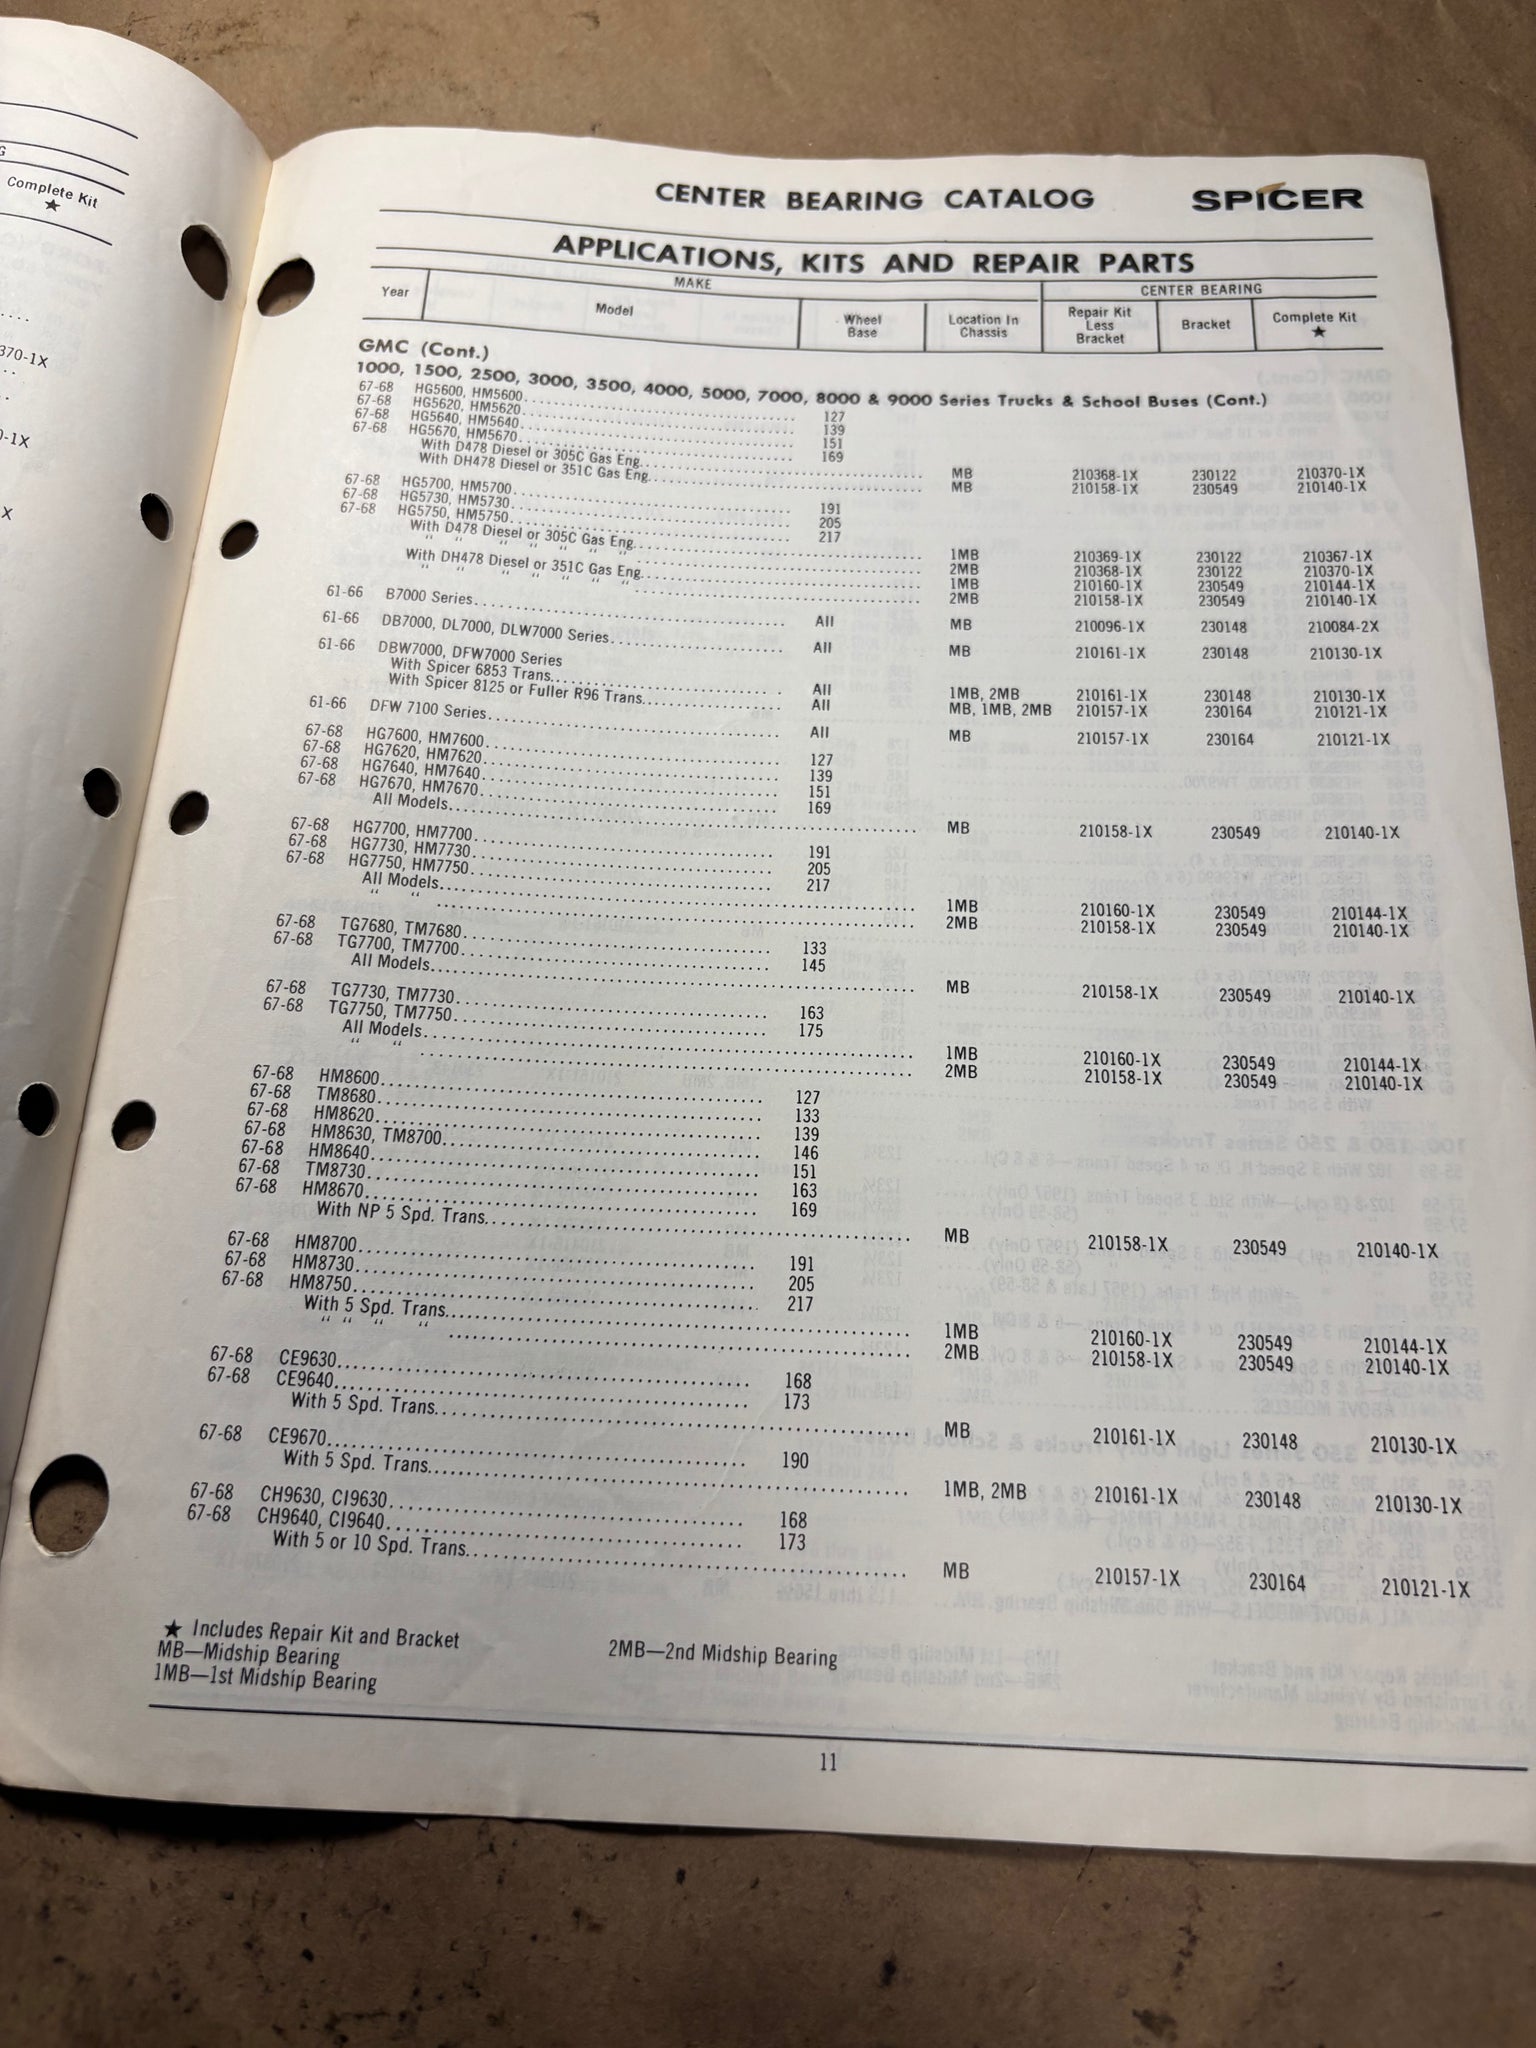 G
Complete Kit
★
370-1X
0-1X
X
CENTER BEARING CATALOG SPICER
APPLICATIONS, KITS AND REPAIR PARTS
Year MAKE CENTER BEARING
Model Wheel Base Location In Chassis Repair Kit Less Bracket Bracket Complete Kit ★
GMC (Cont.)
1000, 1500, 2500, 3000, 3500, 4000, 5000, 7000, 8000 & 9000 Series Trucks & School Buses (Cont.)
67-68 HG5600, HM5600 127
67-68 HG5620, HM5620 139
67-68 HG5640, HM5640 151
67-68 HG5670, HM5670 169
With D478 Diesel or 305C Gas Eng. MB 210368-1X 230122 210370-1X
With DH478 Diesel or 351C Gas Eng. MB 210158-1X 230549 210140-1X
67-68 HG5700, HM5700 191
67-68 HG5730, HM5730 205
67-68 HG5750, HM5750 217
With D478 Diesel or 305C Gas Eng. 1MB 210369-1X 230122 210367-1X
" " " " " " " 2MB 210368-1X 230122 210370-1X
With DH478 Diesel or 351C Gas Eng. 1MB 210160-1X 230549 210144-1X
" " " " " " " 2MB 210158-1X 230549 210140-1X
61-66 B7000 Series All MB 210096-1X 230148 210084-2X
61-66 DB7000, DL7000, DLW7000 Series All MB 210161-1X 230148 210130-1X
61-66 DBW7000, DFW7000 Series
With Spicer 6853 Trans. All 1MB, 2MB 210161-1X 230148 210130-1X
With Spicer 8125 or Fuller R96 Trans. All MB, 1MB, 2MB 210157-1X 230164 210121-1X
61-66 DFW 7100 Series All MB 210157-1X 230164 210121-1X
67-68 HG7600, HM7600 127
67-68 HG7620, HM7620 139
67-68 HG7640, HM7640 151
67-68 HG7670, HM7670 169
All Models MB 210158-1X 230549 210140-1X
67-68 HG7700, HM7700 191
67-68 HG7730, HM7730 205
67-68 HG7750, HM7750 217
All Models 1MB 210160-1X 230549 210144-1X
" " 2MB 210158-1X 230549 210140-1X
67-68 TG7680, TM7680 133
67-68 TG7700, TM7700 145
All Models MB 210158-1X 230549 210140-1X
67-68 TG7730, TM7730 163
67-68 TG7750, TM7750 175
All Models 1MB 210160-1X 230549 210144-1X
" " 2MB 210158-1X 230549 210140-1X
67-68 HM8600 127
67-68 TM8680 133
67-68 HM8620 139
67-68 HM8630, TM8700 146
67-68 HM8640 151
67-68 TM8730 163
67-68 HM8670 169
With NP 5 Spd. Trans. MB 210158-1X 230549 210140-1X
67-68 HM8700 191
67-68 HM8730 205
67-68 HM8750 217
With 5 Spd. Trans. 1MB 210160-1X 230549 210144-1X
" " " " 2MB 210158-1X 230549 210140-1X
67-68 CE9630 168
67-68 CE9640 173
With 5 Spd. Trans. MB 210161-1X 230148 210130-1X
67-68 CE9670 190
With 5 Spd. Trans. 1MB, 2MB 210161-1X 230148 210130-1X
67-68 CH9630, CI9630 168
67-68 CH9640, CI9640 173
With 5 or 10 Spd. Trans. MB 210157-1X 230164 210121-1X
★ Includes Repair Kit and Bracket
MB—Midship Bearing 2MB—2nd Midship Bearing
1MB—1st Midship Bearing
11